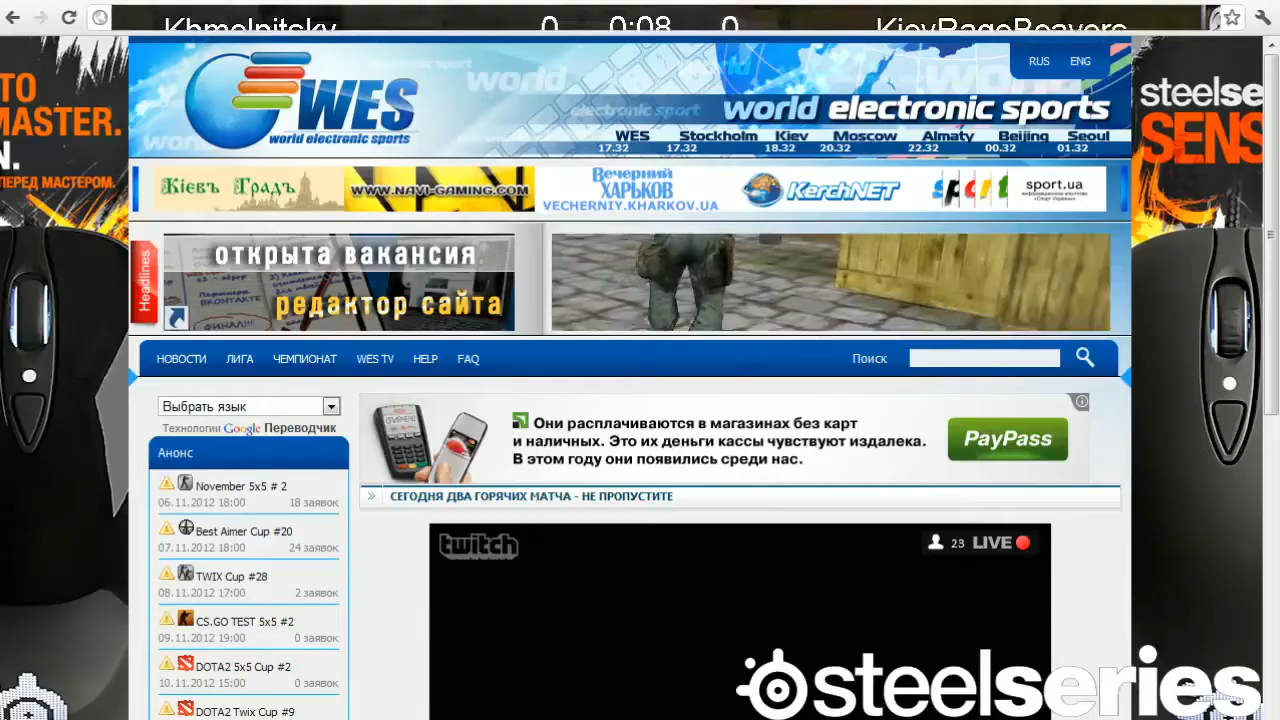 Khmelnitsky 0 0:08 0 KievRageBeavers
ТО
MASTER.
N.
ПЕРЕД МАСТЕРОМ.
WES
world electronic sports
world
electronic sport
RUS ENG
world electronic sports
WES Stockholm Kiev Moscow Almaty Beijing Seoul
17.32 17.32 18.32 20.32 22.32 00.32 01.32
steelse
SENS
Кіевъ Градъ
WWW.NAVI-GAMING.COM
Вечерний
ХАРЬКОВ
VECHERNIY.KHARKOV.UA
KerchNET
sport
sport.ua
Headlines
открыта вакансия
редактор сайта
ФИНАЛ!!!
НОВОСТИ ЛИГА ЧЕМПИОНАТ WES TV HELP FAQ Поиск
Выбрать язык
Технологии Google Переводчик
Они расплачиваются в магазинах без карт
и наличных. Это их деньги кассы чувствуют издалека.
В этом году они появились среди нас.
PayPass
Анонс
» СЕГОДНЯ ДВА ГОРЯЧИХ МАТЧА - НЕ ПРОПУСТИТЕ
November 5x5 # 2
06.11.2012 18:00 18 заявок
Best Aimer Cup #20
07.11.2012 18:00 24 заявок
TWIX Cup #28
08.11.2012 17:00 2 заявок
CS.GO TEST 5x5 #2
09.11.2012 19:00 0 заявок
DOTA2 5x5 Cup #2
10.11.2012 15:00 0 заявок
DOTA2 Twix Cup #9
twitch
23 LIVE
steelseries